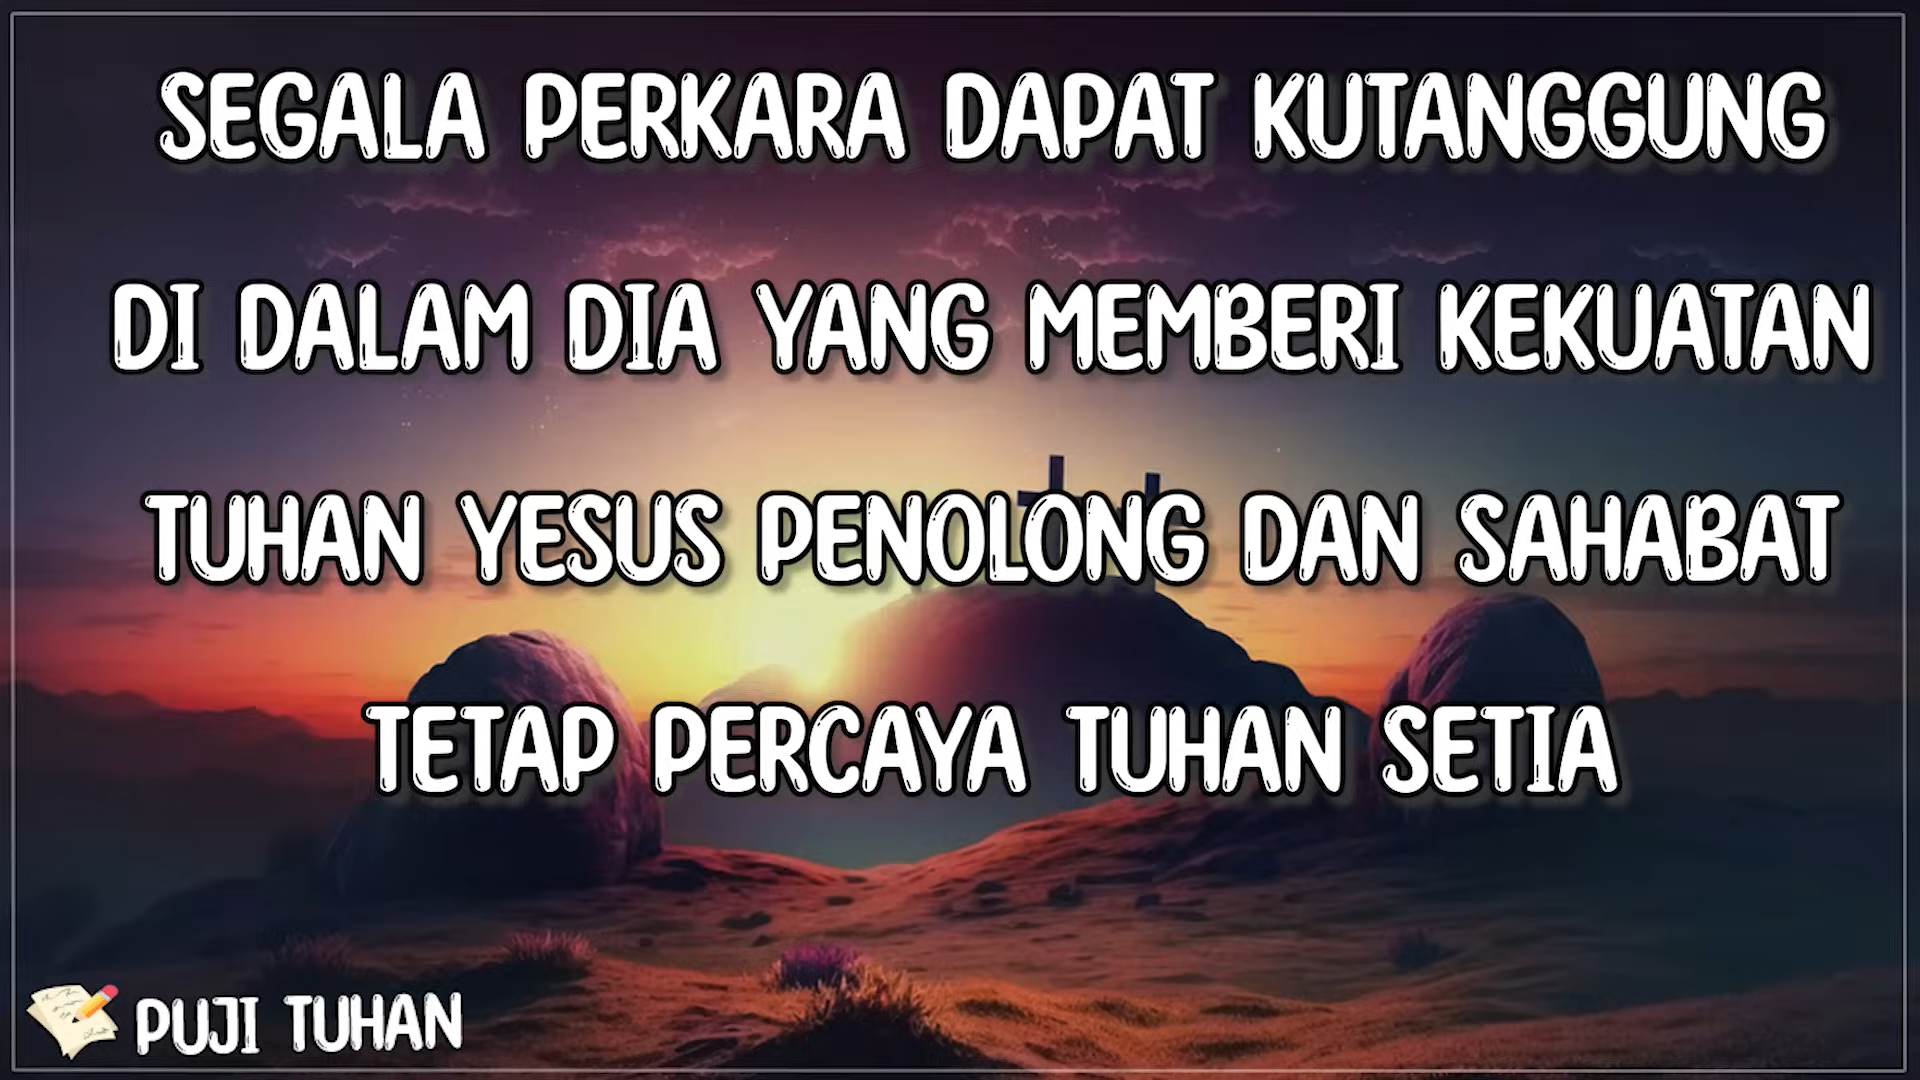 SEGALA PERKARA DAPAT KUTANGGUNG
DI DALAM DIA YANG MEMBERI KEKUATAN
TUHAN YESUS PENOLONG DAN SAHABAT
TETAP PERCAYA TUHAN SETIA
PUJI TUHAN